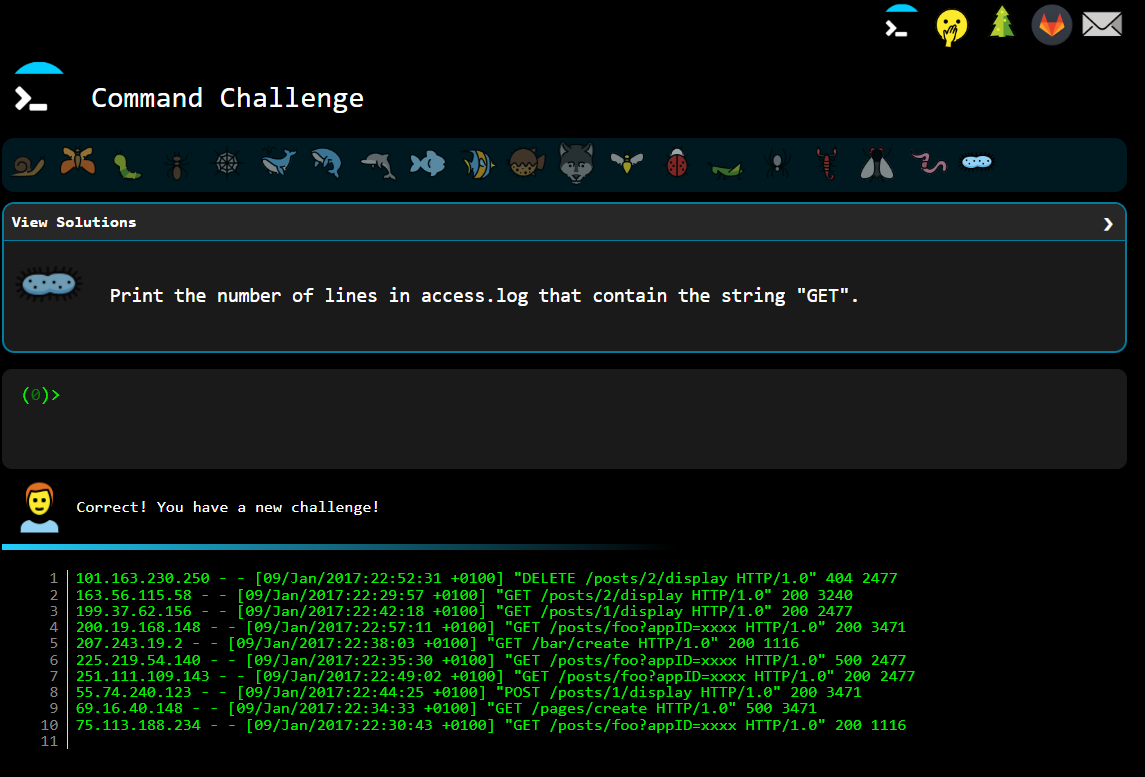 Command Challenge
View Solutions
Print the number of lines in access.log that contain the string "GET".
(0)>
Correct! You have a new challenge!
1 101.163.230.250 - - [09/Jan/2017:22:52:31 +0100] "DELETE /posts/2/display HTTP/1.0" 404 2477
2 163.56.115.58 - - [09/Jan/2017:22:29:57 +0100] "GET /posts/2/display HTTP/1.0" 200 3240
3 199.37.62.156 - - [09/Jan/2017:22:42:18 +0100] "GET /posts/1/display HTTP/1.0" 200 2477
4 200.19.168.148 - - [09/Jan/2017:22:57:11 +0100] "GET /posts/foo?appID=xxxx HTTP/1.0" 200 3471
5 207.243.19.2 - - [09/Jan/2017:22:38:03 +0100] "GET /bar/create HTTP/1.0" 200 1116
6 225.219.54.140 - - [09/Jan/2017:22:35:30 +0100] "GET /posts/foo?appID=xxxx HTTP/1.0" 500 2477
7 251.111.109.143 - - [09/Jan/2017:22:49:02 +0100] "GET /posts/foo?appID=xxxx HTTP/1.0" 200 2477
8 55.74.240.123 - - [09/Jan/2017:22:44:25 +0100] "POST /posts/1/display HTTP/1.0" 200 3471
9 69.16.40.148 - - [09/Jan/2017:22:34:33 +0100] "GET /pages/create HTTP/1.0" 500 3471
10 75.113.188.234 - - [09/Jan/2017:22:30:43 +0100] "GET /posts/foo?appID=xxxx HTTP/1.0" 200 1116
11